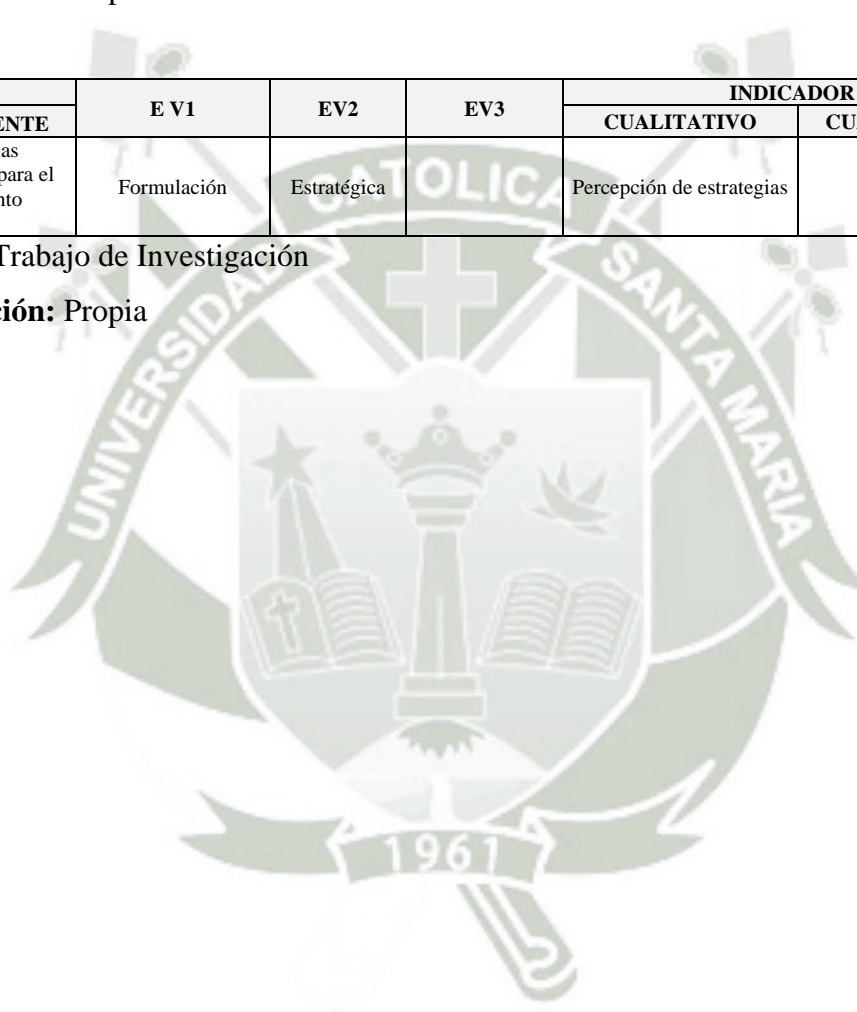 INDICADOR
E V1 EV2 EV3
ENTE CUALITATIVO
as
para el
Formulación Estratégica Percepción de estrategias
nto
Trabajo de Investigación
ción: Propia
UNIVERSIDAD CATOLICA SANTA MARIA
1961